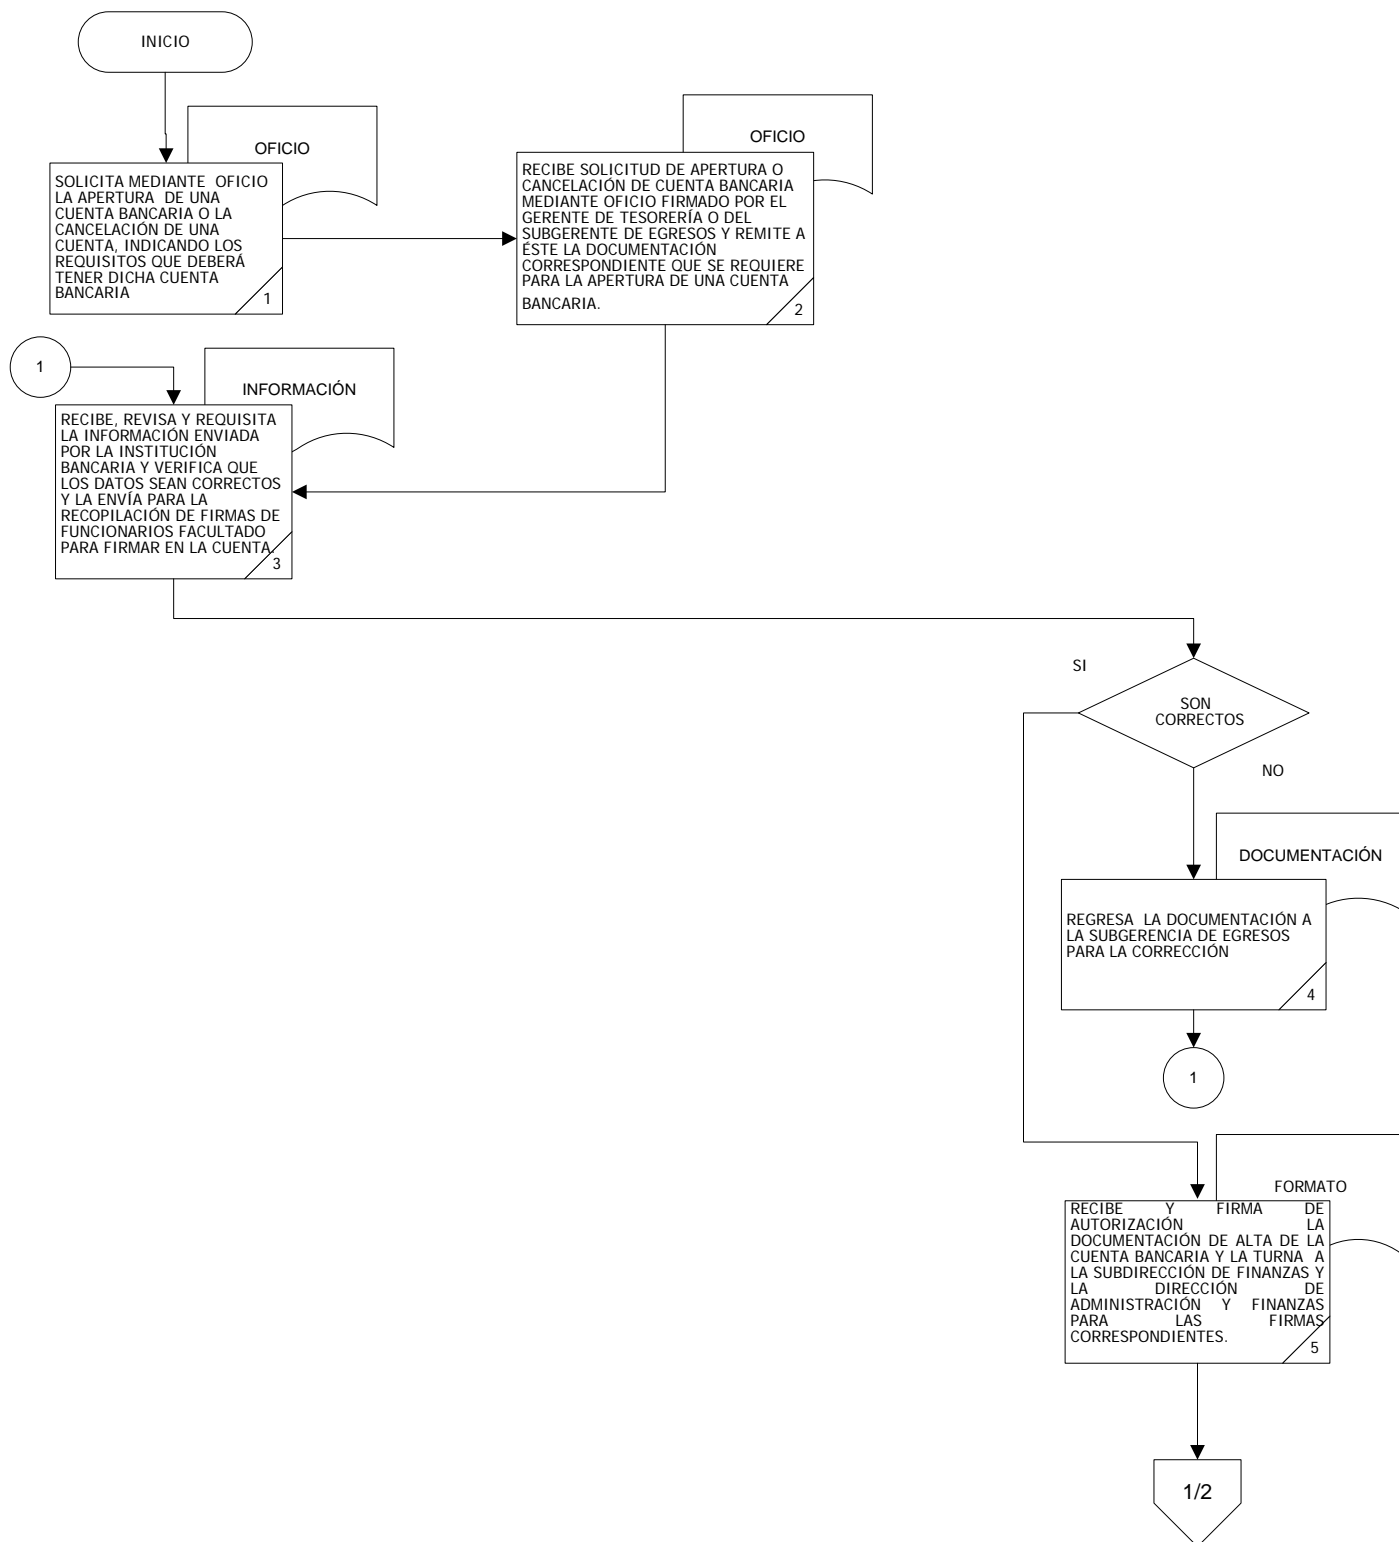 INICIO
OFICIO
SOLICITA MEDIANTE OFICIO
LA APERTURA DE UNA
CUENTA BANCARIA O LA
CANCELACIÓN DE UNA
CUENTA, INDICANDO LOS
REQUISITOS QUE DEBERÁ
TENER DICHA CUENTA
BANCARIA
1
OFICIO
RECIBE SOLICITUD DE APERTURA O
CANCELACIÓN DE CUENTA BANCARIA
MEDIANTE OFICIO FIRMADO POR EL
GERENTE DE TESORERÍA O DEL
SUBGERENTE DE EGRESOS Y REMITE A
ÉSTE LA DOCUMENTACIÓN
CORRESPONDIENTE QUE SE REQUIERE
PARA LA APERTURA DE UNA CUENTA
BANCARIA.
2
1
INFORMACIÓN
RECIBE, REVISA Y REQUISITA
LA INFORMACIÓN ENVIADA
POR LA INSTITUCIÓN
BANCARIA Y VERIFICA QUE
LOS DATOS SEAN CORRECTOS
Y LA ENVÍA PARA LA
RECOPILACIÓN DE FIRMAS DE
FUNCIONARIOS FACULTADO
PARA FIRMAR EN LA CUENTA.
3
SI
SON
CORRECTOS
NO
DOCUMENTACIÓN
REGRESA LA DOCUMENTACIÓN A
LA SUBGERENCIA DE EGRESOS
PARA LA CORRECCIÓN
4
1
FORMATO
RECIBE Y FIRMA DE
AUTORIZACIÓN LA
DOCUMENTACIÓN DE ALTA DE LA
CUENTA BANCARIA Y LA TURNA A
LA SUBDIRECCIÓN DE FINANZAS Y
LA DIRECCIÓN DE
ADMINISTRACIÓN Y FINANZAS
PARA LAS FIRMAS
CORRESPONDIENTES.
5
1/2